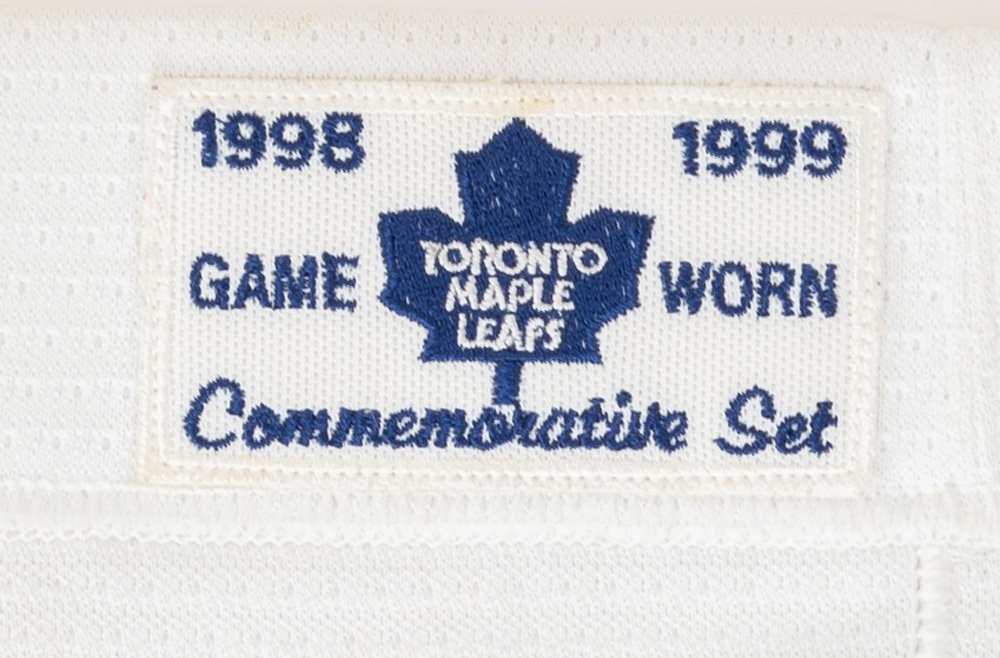 1998 1999
GAME WORN
TORONTO
MAPLE
LEAFS
Commemorative Set